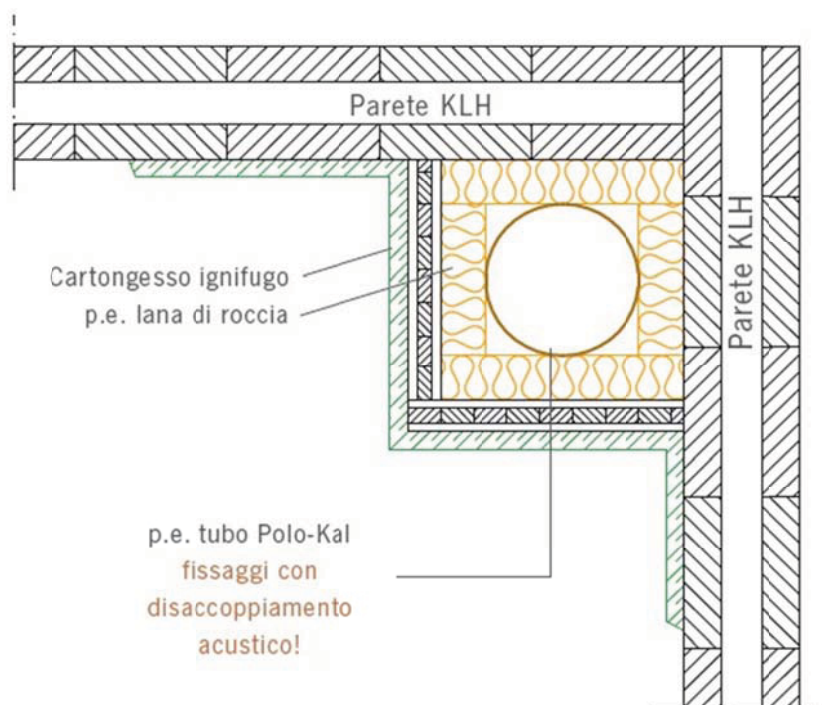 Parete KLH
Parete KLH
Cartongesso ignifugo
p.e. lana di roccia
p.e. tubo Polo-Kal
fissaggi con
disaccoppiamento
acustico!